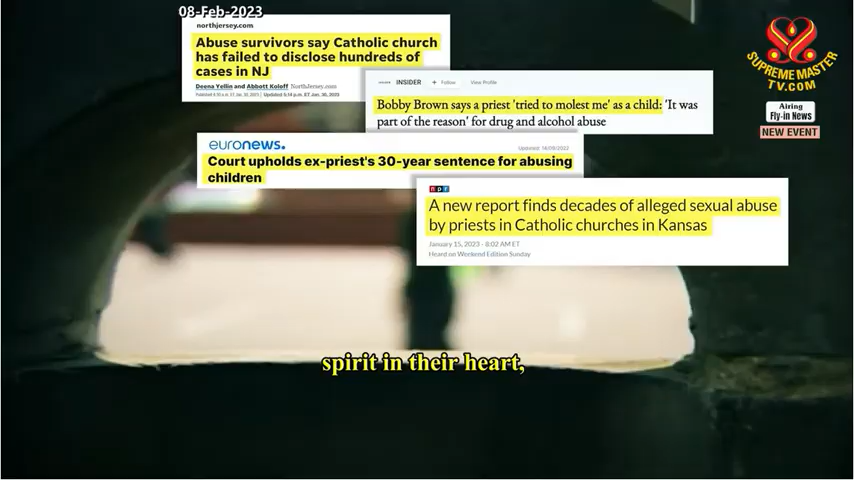 08-Feb-2023
northjersey.com
Abuse survivors say Catholic church
has failed to disclose hundreds of
cases in NJ
Deena Yellin and Abbott Koloff NorthJersey.com
INSIDER + Follow View Profile
Bobby Brown says a priest 'tried to molest me' as a child: 'It was
part of the reason' for drug and alcohol abuse
euronews.
Updated: 14/09/2022
Court upholds ex-priest's 30-year sentence for abusing
children
npr
A new report finds decades of alleged sexual abuse
by priests in Catholic churches in Kansas
January 15, 2023 - 8:02 AM ET
Heard on Weekend Edition Sunday
SUPREME MASTER
TV.COM
Airing
Fly-in News
NEW EVENT
spirit in their heart,